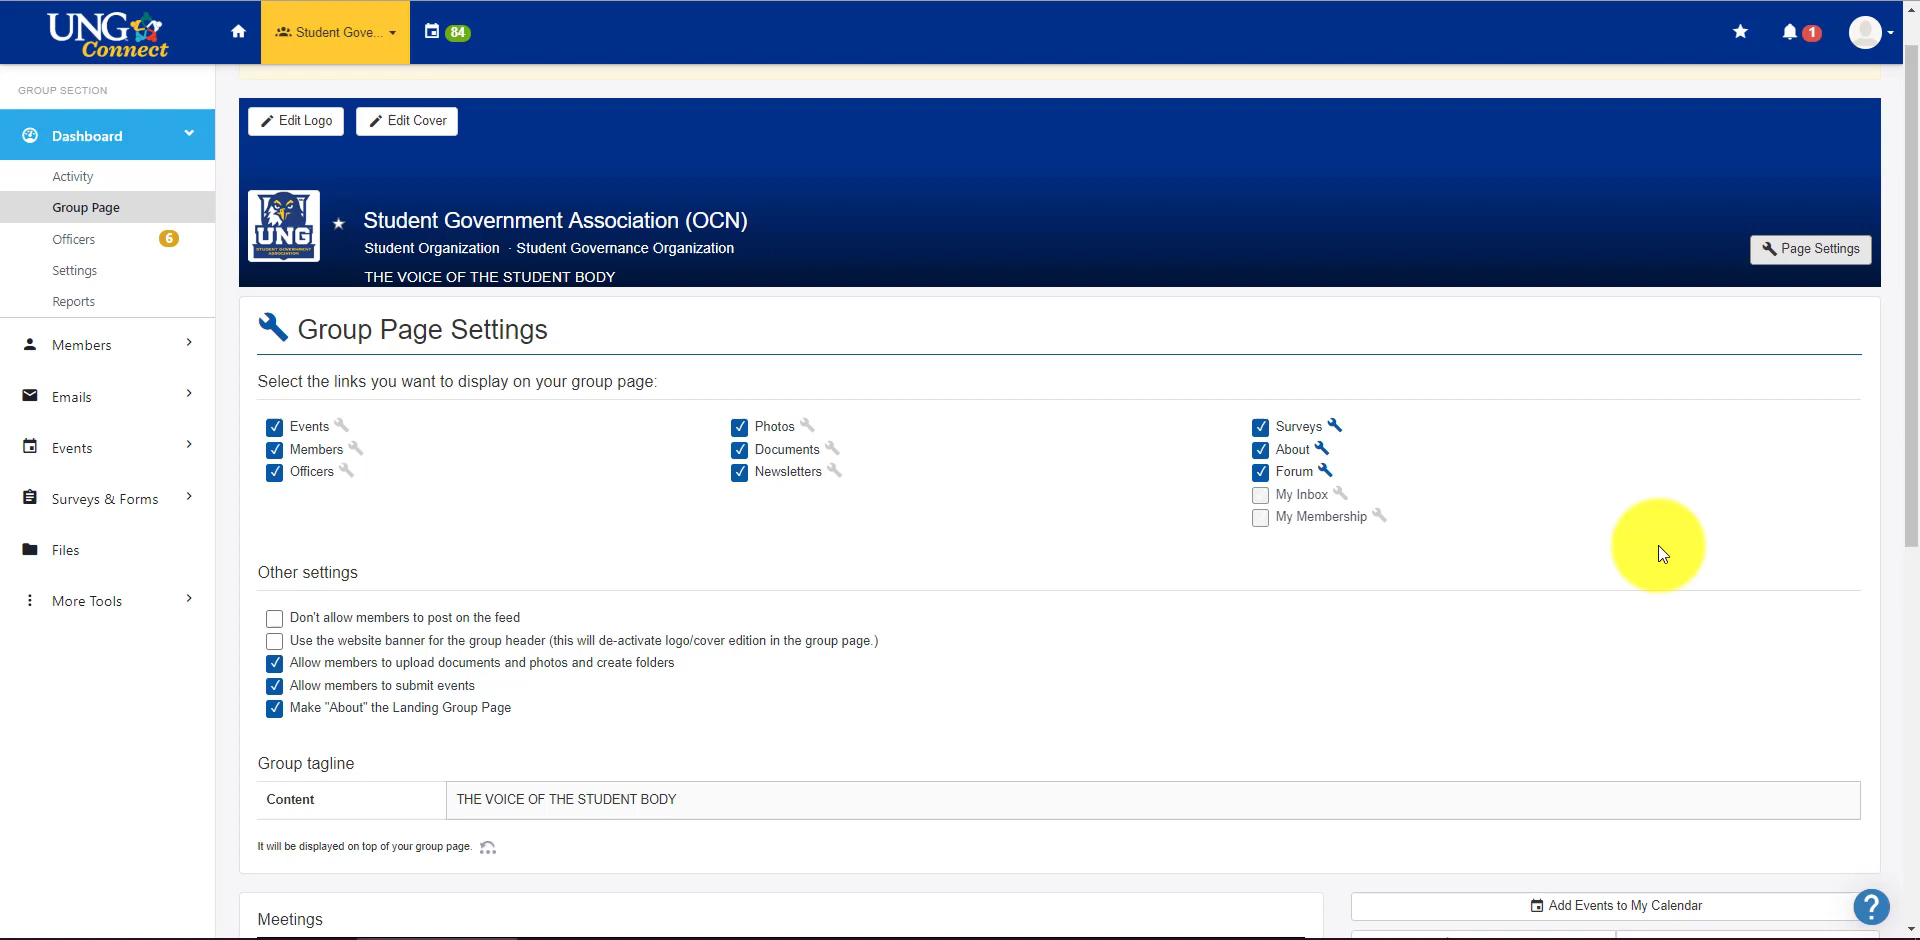 UNG Connect
Student Gove...
84
1
GROUP SECTION
Dashboard
Activity
Group Page
Officers 6
Settings
Reports
Members
Emails
Events
Surveys & Forms
Files
More Tools
Edit Logo
Edit Cover
UNG
STUDENT GOVERNMENT
ASSOCIATION
Student Government Association (OCN)
Student Organization · Student Governance Organization
THE VOICE OF THE STUDENT BODY
Page Settings
Group Page Settings
Select the links you want to display on your group page:
Events
Members
Officers
Photos
Documents
Newsletters
Surveys
About
Forum
My Inbox
My Membership
Other settings
Don't allow members to post on the feed
Use the website banner for the group header (this will de-activate logo/cover edition in the group page.)
Allow members to upload documents and photos and create folders
Allow members to submit events
Make "About" the Landing Group Page
Group tagline
Content THE VOICE OF THE STUDENT BODY
It will be displayed on top of your group page.
Meetings
Add Events to My Calendar
?